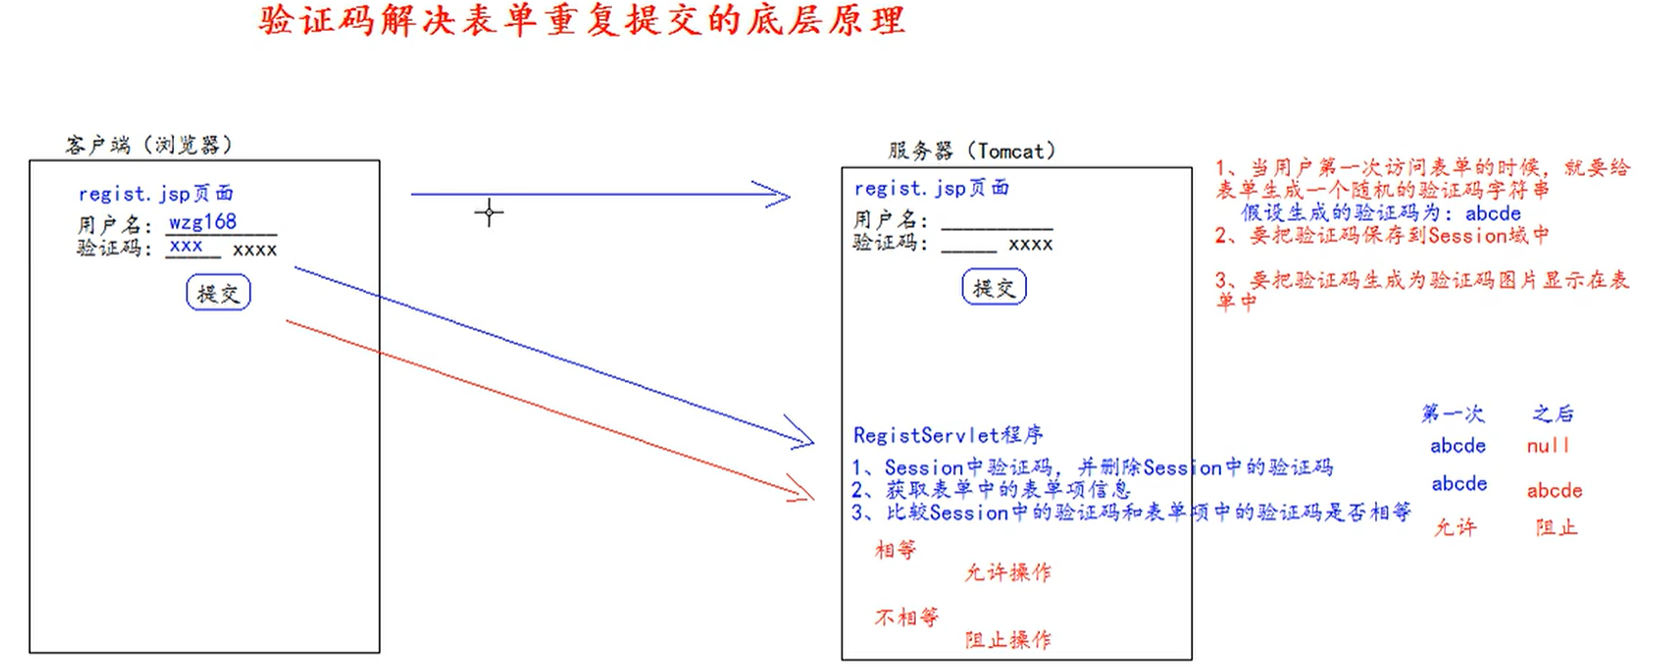 验证码解决表单重复提交的底层原理
客户端（浏览器）
regist.jsp页面
用户名：wzg168
验证码：xxx xxxx
提交
服务器（Tomcat）
regist.jsp页面
用户名：__________
验证码：_____ xxxx
提交
1、当用户第一次访问表单的时候，就要给
表单生成一个随机的验证码字符串
假设生成的验证码为：abcde
2、要把验证码保存到Session域中
3、要把验证码生成为验证码图片显示在表
单中
RegistServlet程序
1、Session中验证码，并删除Session中的验证码
2、获取表单中的表单项信息
3、比较Session中的验证码和表单项中的验证码是否相等
相等
允许操作
不相等
阻止操作
第一次 之后
abcde null
abcde abcde
允许 阻止